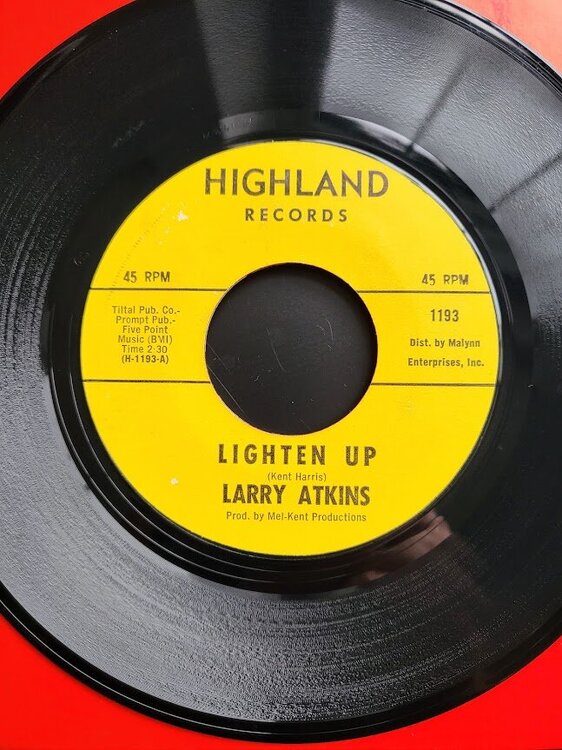 HIGHLAND
RECORDS
45 RPM
45 RPM
Tiltal Pub. Co.-
Prompt Pub.-
Five Point
Music (BMI)
Time 2:30
(H-1193-A)
1193
Dist. by Malynn
Enterprises, Inc.
LIGHTEN UP
(Kent Harris)
LARRY ATKINS
Prod. by Mel-Kent Productions